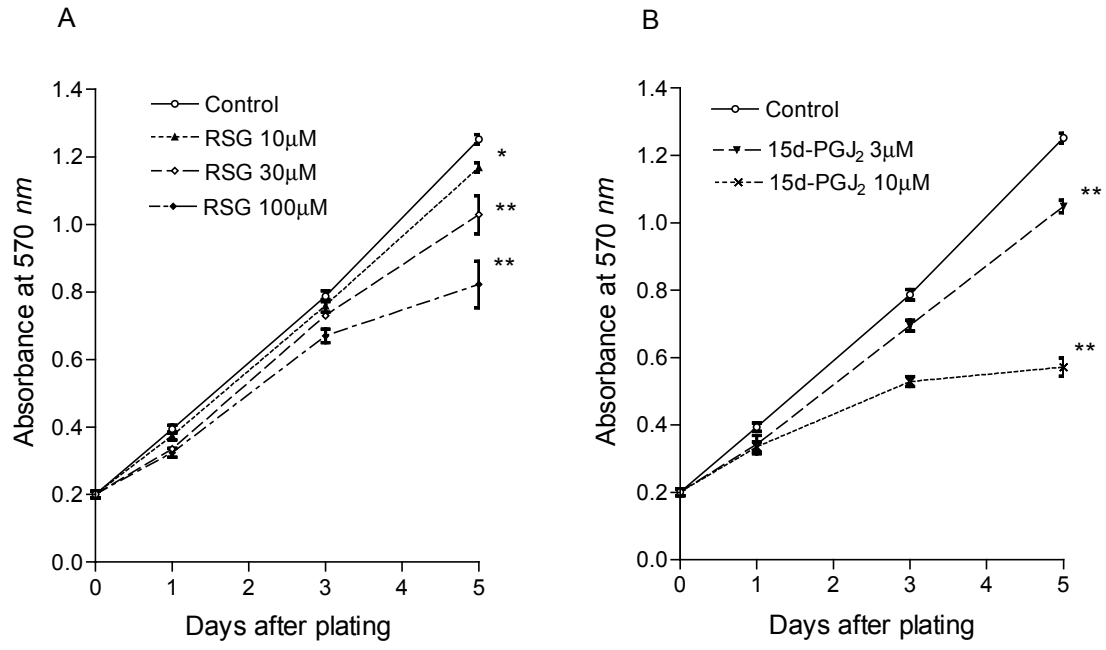 A
Absorbance at 570 nm
1.4
1.2
1.0
0.8
0.6
0.4
0.2
0.0
Control
RSG 10μM
RSG 30μM
RSG 100μM
*
**
**
0 1 2 3 4 5
Days after plating
B
Absorbance at 570 nm
1.4
1.2
1.0
0.8
0.6
0.4
0.2
0.0
Control
15d-PGJ₂ 3μM
15d-PGJ₂ 10μM
**
**
0 1 2 3 4 5
Days after plating